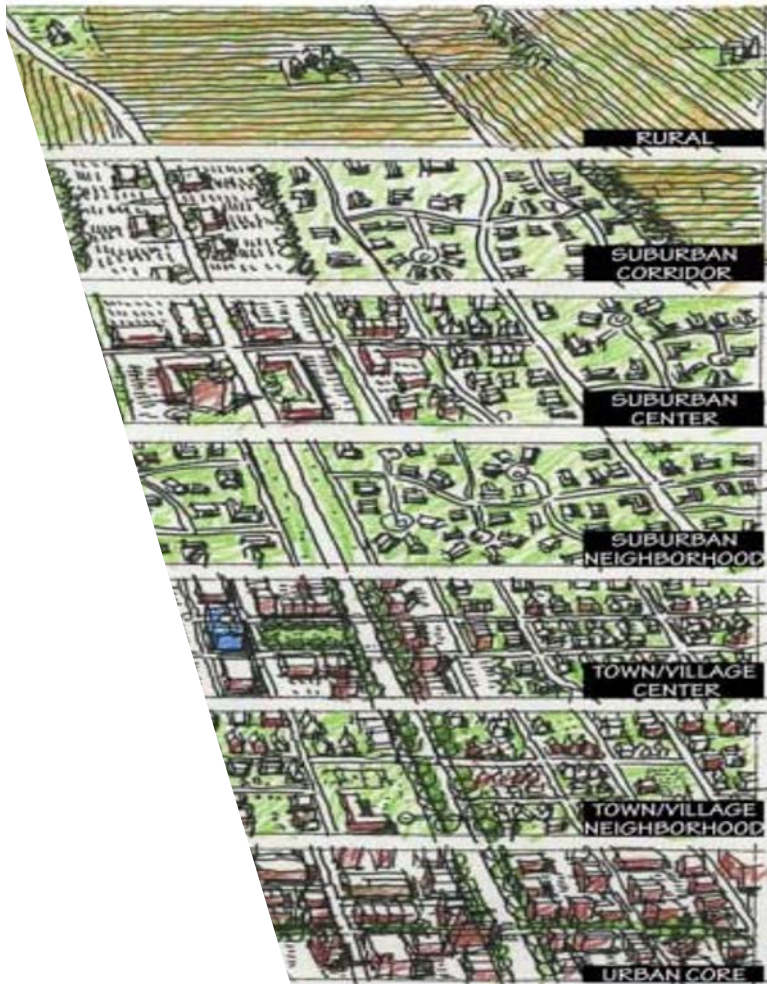 RURAL
SUBURBAN
CORRIDOR
SUBURBAN
CENTER
SUBURBAN
NEIGHBORHOOD
TOWN/VILLAGE
CENTER
TOWN/VILLAGE
NEIGHBORHOOD
URBAN CORE